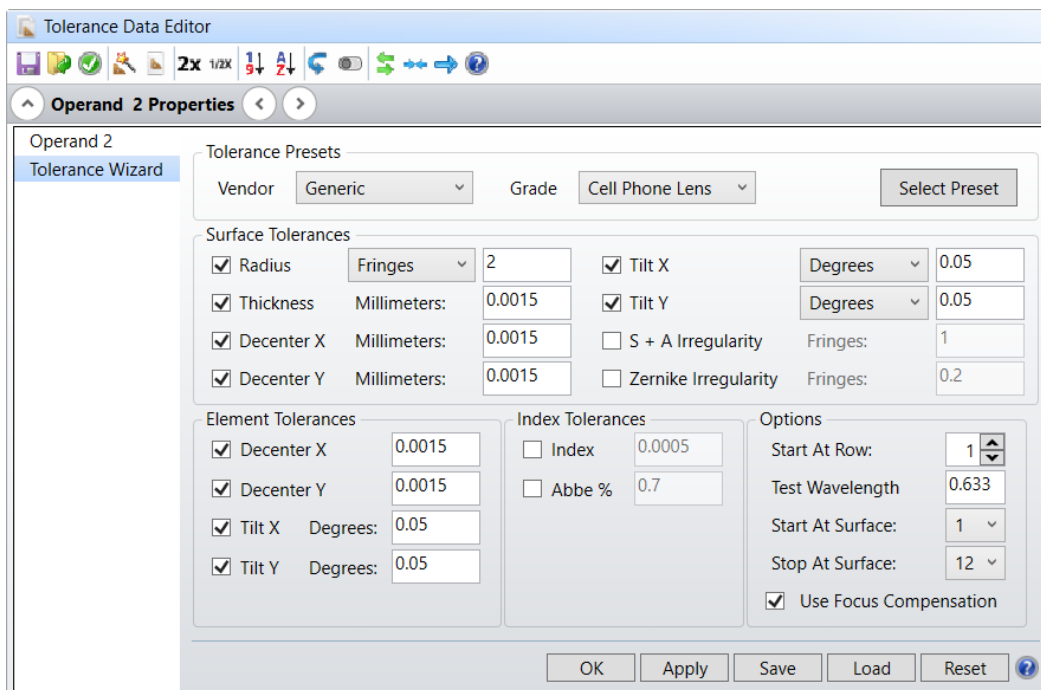 Tolerance Data Editor
2x 1/2X 1 9 A Z
Operand 2 Properties
Operand 2
Tolerance Wizard
Tolerance Presets
Vendor Generic Grade Cell Phone Lens Select Preset
Surface Tolerances
Radius Fringes 2 Tilt X Degrees 0.05
Thickness Millimeters: 0.0015 Tilt Y Degrees 0.05
Decenter X Millimeters: 0.0015 S + A Irregularity Fringes: 1
Decenter Y Millimeters: 0.0015 Zernike Irregularity Fringes: 0.2
Element Tolerances Index Tolerances Options
Decenter X 0.0015 Index 0.0005 Start At Row: 1
Decenter Y 0.0015 Abbe % 0.7 Test Wavelength 0.633
Tilt X Degrees: 0.05 Start At Surface: 1
Tilt Y Degrees: 0.05 Stop At Surface: 12
Use Focus Compensation
OK Apply Save Load Reset ?